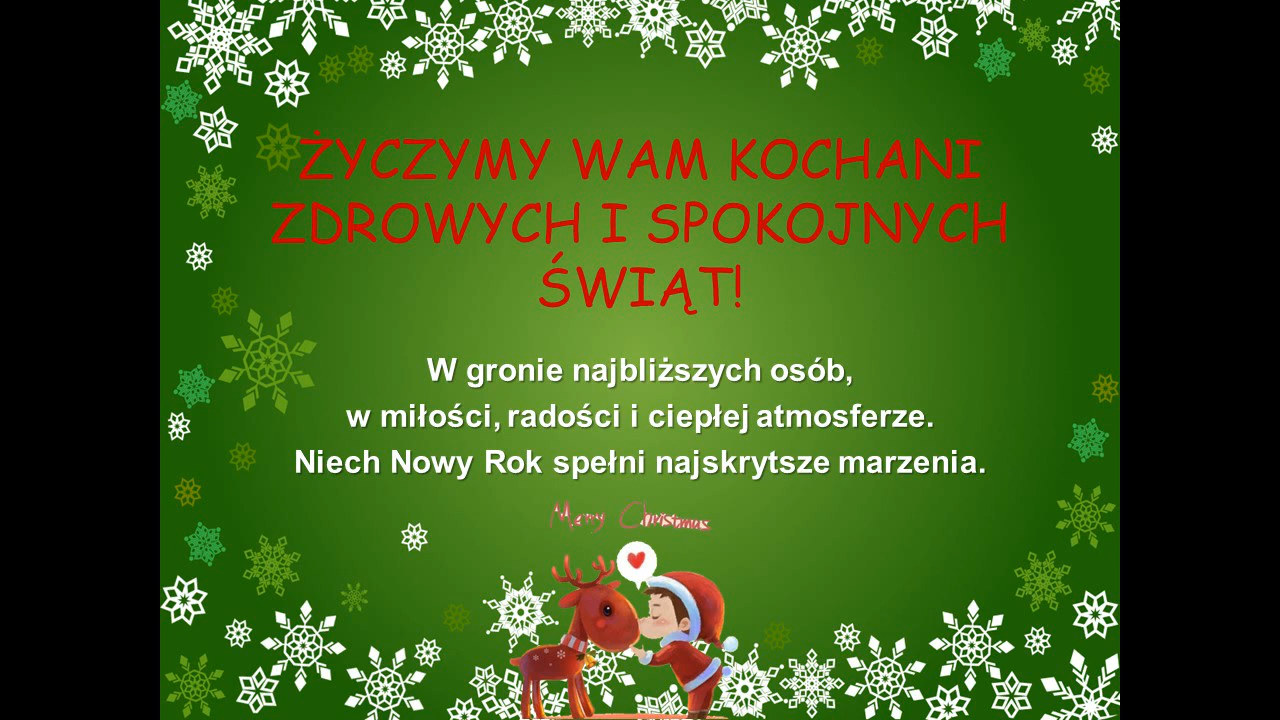 ŻYCZYMY WAM KOCHANI
ZDROWYCH I SPOKOJNYCH
ŚWIĄT!
W gronie najbliższych osób,
w miłości, radości i ciepłej atmosferze.
Niech Nowy Rok spełni najskrytsze marzenia.
Merry Christmas